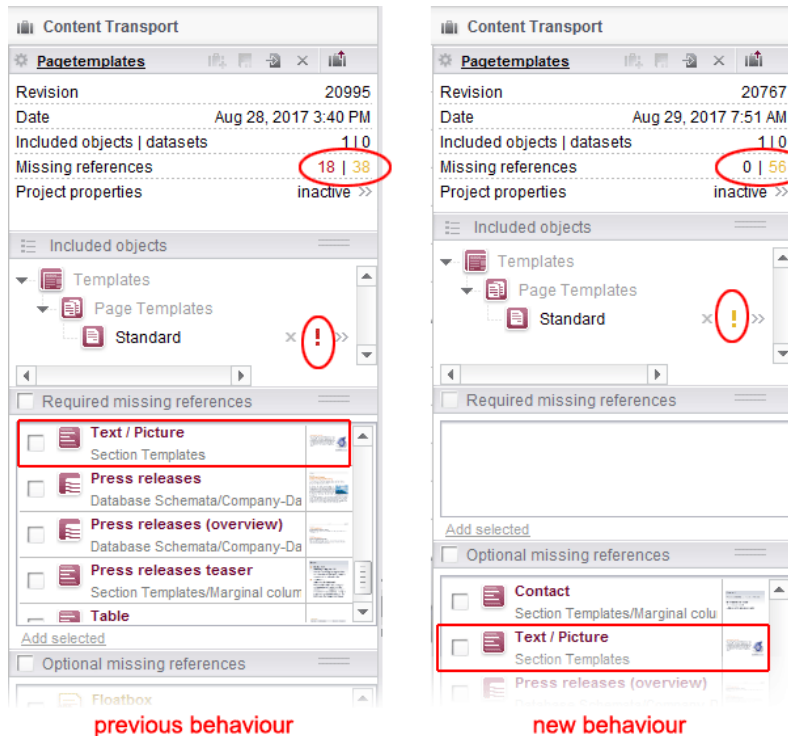 Content Transport
Pagetemplates
Revision 20995
Date Aug 28, 2017 3:40 PM
Included objects | datasets 1 | 0
Missing references 18 | 38
Project properties inactive >>
Included objects
Templates
Page Templates
Standard × ! >>
Required missing references
Text / Picture
Section Templates
Press releases
Database Schemata/Company-Da
Press releases (overview)
Database Schemata/Company-Da
Press releases teaser
Section Templates/Marginal colum
Table
Add selected
Optional missing references
Floatbox
previous behaviour
Content Transport
Pagetemplates
Revision 20767
Date Aug 29, 2017 7:51 AM
Included objects | datasets 1 | 0
Missing references 0 | 56
Project properties inactive >>
Included objects
Templates
Page Templates
Standard × ! >>
Required missing references
Add selected
Optional missing references
Contact
Section Templates/Marginal colu
Text / Picture
Section Templates
Press releases (overview)
new behaviour